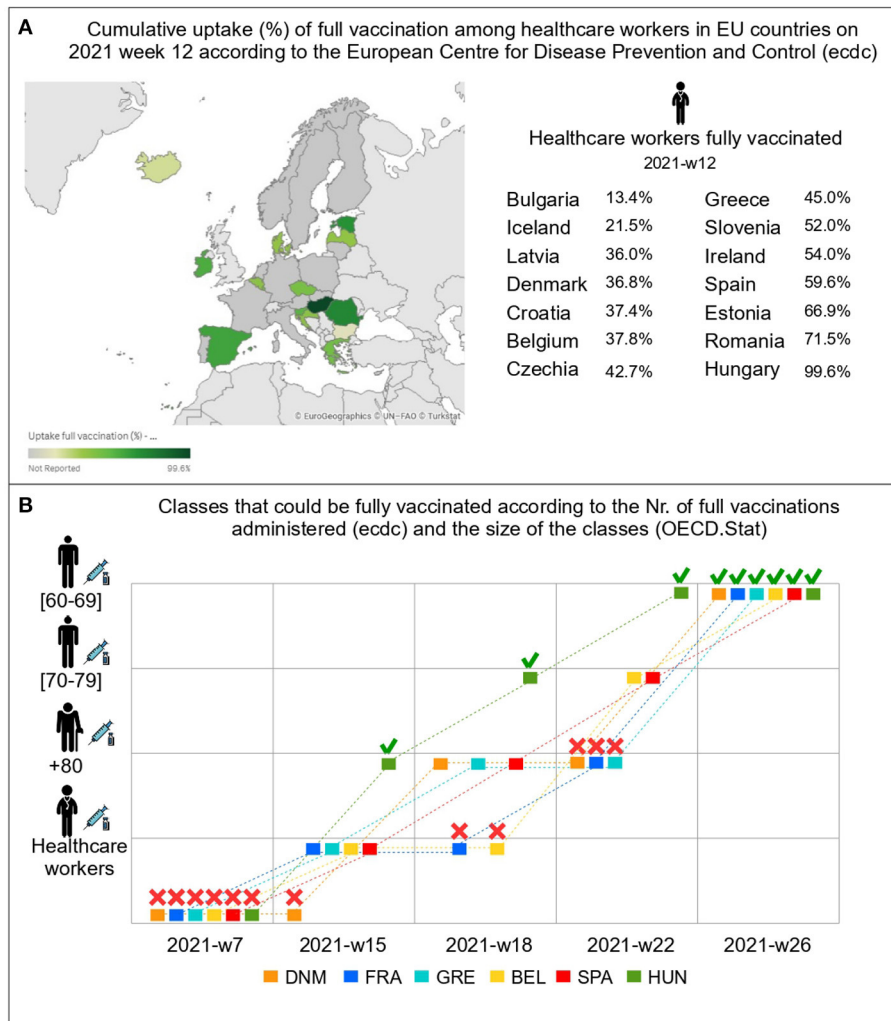 A
Cumulative uptake (%) of full vaccination among healthcare workers in EU countries on
2021 week 12 according to the European Centre for Disease Prevention and Control (ecdc)
Healthcare workers fully vaccinated
2021-w12
Bulgaria 13.4% Greece 45.0%
Iceland 21.5% Slovenia 52.0%
Latvia 36.0% Ireland 54.0%
Denmark 36.8% Spain 59.6%
Croatia 37.4% Estonia 66.9%
Belgium 37.8% Romania 71.5%
Czechia 42.7% Hungary 99.6%
© EuroGeographics © UN–FAO © Turkstat
Uptake full vaccination (%) - ...
Not Reported 99.6%
B
Classes that could be fully vaccinated according to the Nr. of full vaccinations
administered (ecdc) and the size of the classes (OECD.Stat)
[60-69]
[70-79]
+80
Healthcare
workers
2021-w7 2021-w15 2021-w18 2021-w22 2021-w26
DNM FRA GRE BEL SPA HUN